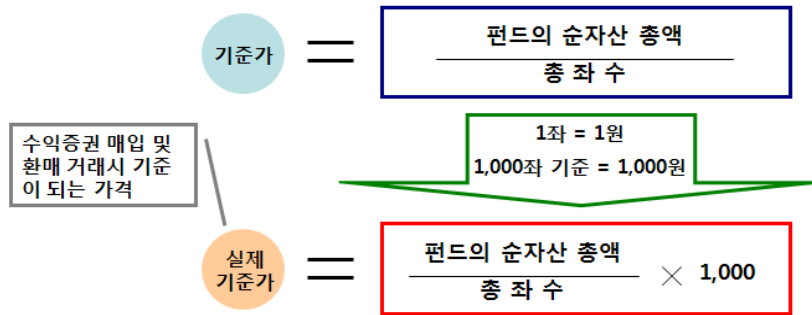 기준가
=
펀드의 순자산 총액
총 좌 수
수익증권 매입 및
환매 거래시 기준
이 되는 가격
1좌 = 1원
1,000좌 기준 = 1,000원
실제
기준가
=
펀드의 순자산 총액
총 좌 수
× 1,000